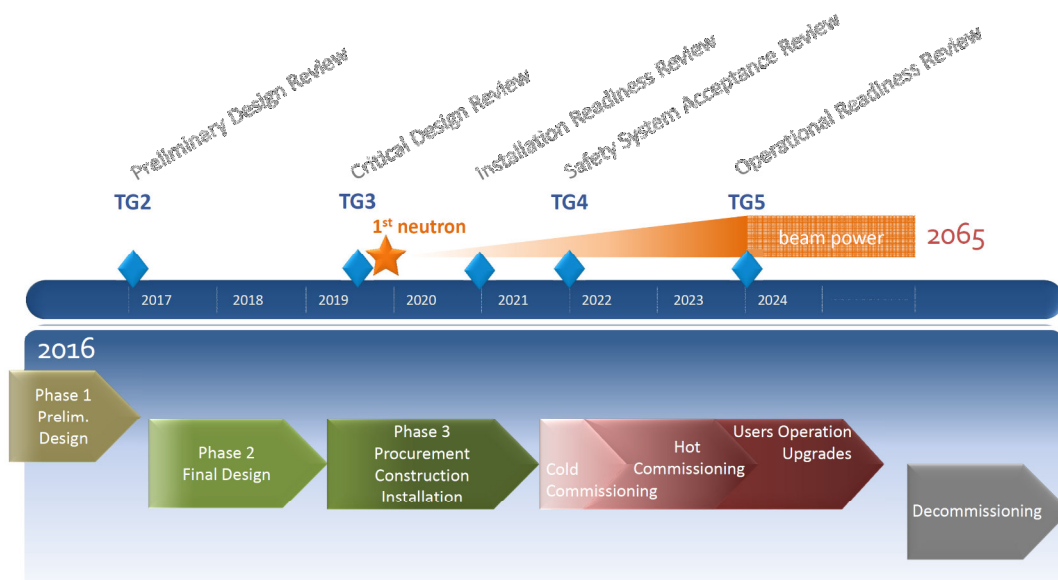 Preliminary Design Review
Critical Design Review
Installation Readiness Review
Safety System Acceptance Review
Operational Readiness Review
TG2
TG3
TG4
TG5
1st neutron
beam power
2065
2017
2018
2019
2020
2021
2022
2023
2024
2016
Phase 1
Prelim.
Design
Phase 2
Final Design
Phase 3
Procurement
Construction
Installation
Cold
Commissioning
Hot
Commissioning
Users Operation
Upgrades
Decommissioning